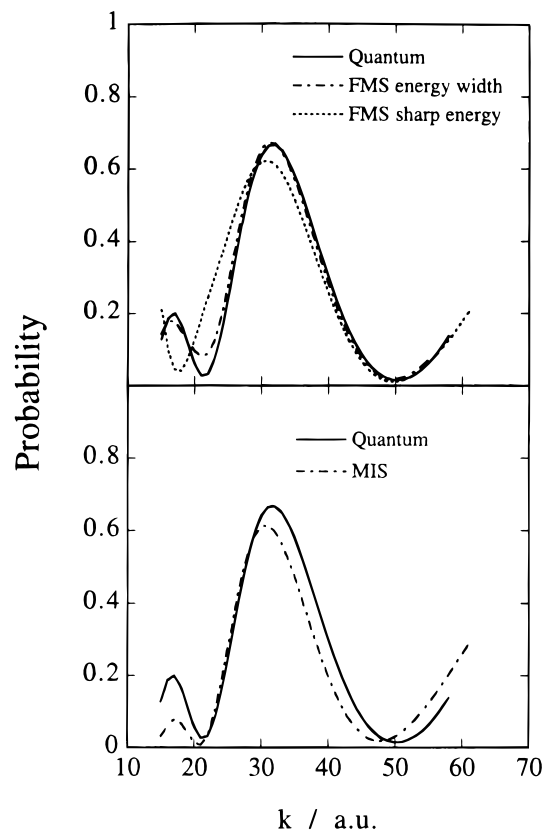 1
Quantum
FMS energy width
FMS sharp energy
0.8
0.6
0.4
0.2
Probability
Quantum
MIS
0.8
0.6
0.4
0.2
0
10 20 30 40 50 60 70
k / a.u.